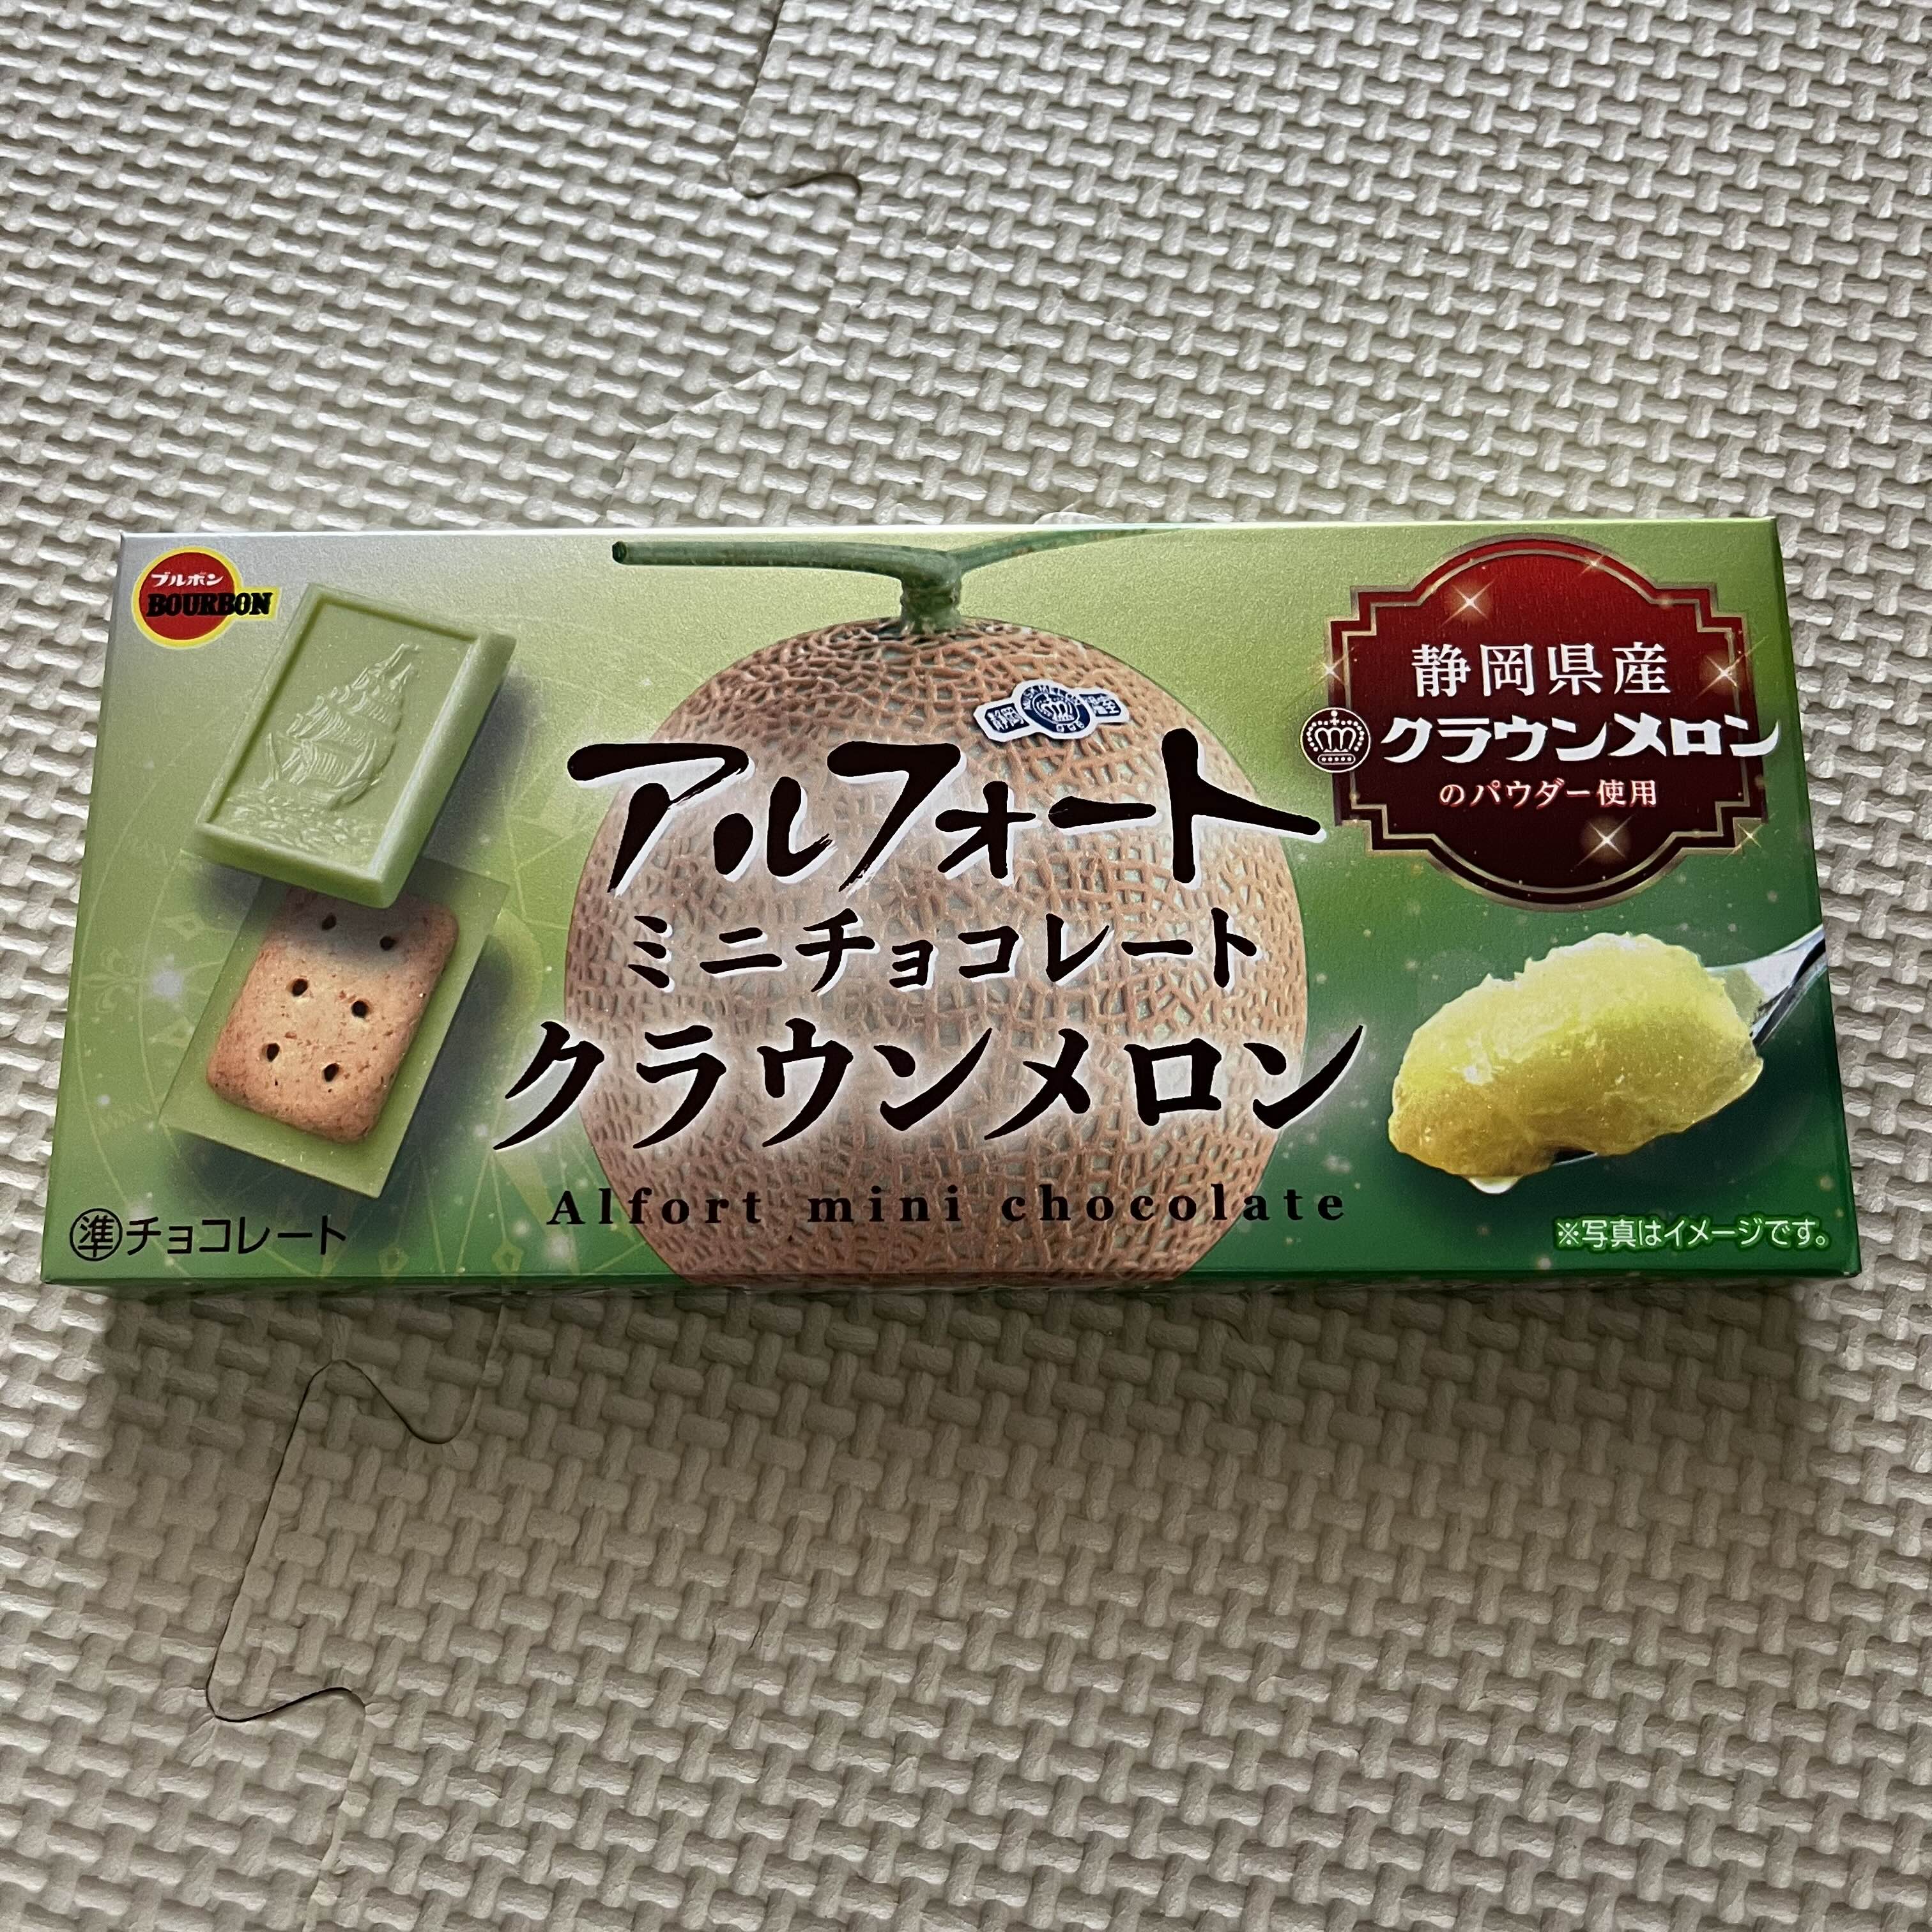 ブルボン
BOURBON
静岡県産
クラウンメロン
のパウダー使用
アルフォート
ミニチョコレート
クラウンメロン
Alfort mini chocolate
準チョコレート
※写真はイメージです。